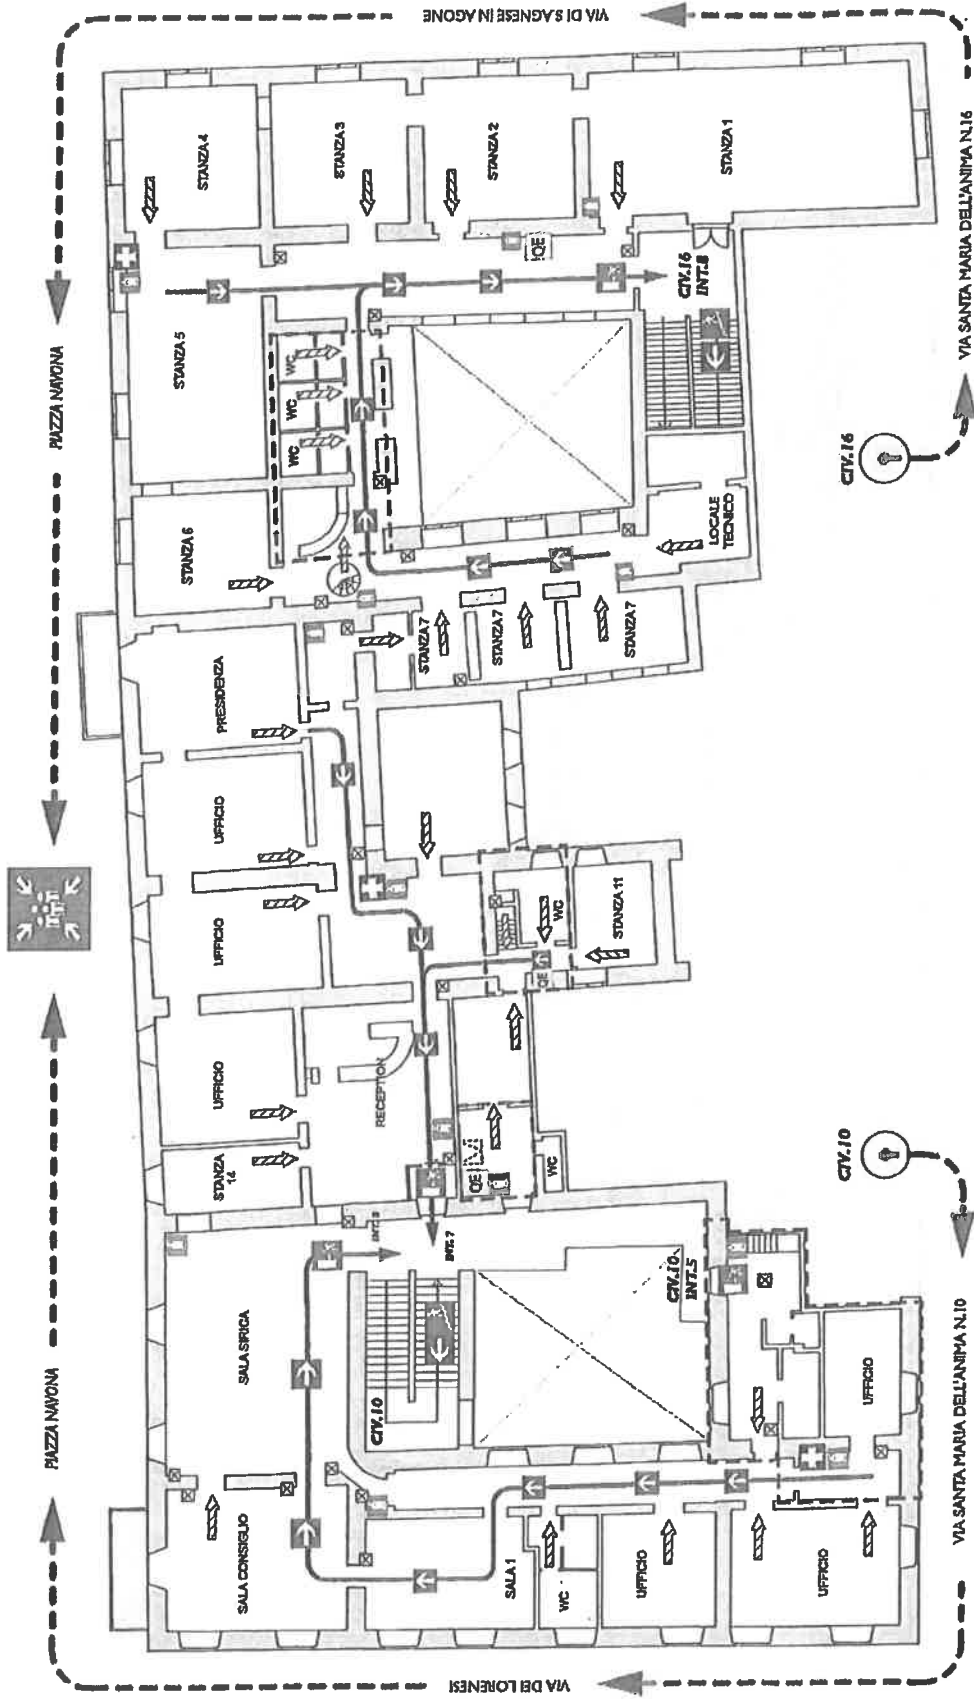 VIA DI S.AGNESE IN AGONE
PIAZZA NAVONA
PIAZZA NAVONA
VIA SANTA MARIA DELL'ANIMA N.16
VIA SANTA MARIA DELL'ANIMA N.10
VIA DEI LORENESI
STANZA 4
STANZA 3
STANZA 2
STANZA 1
STANZA 5
WC
WC
WC
QE
CIV.16
INT.8
STANZA 6
LOCALE
TECNICO
CIV.16
PRESIDENZA
STANZA 7
STANZA 7
STANZA 7
UFFICIO
UFFICIO
WC
STANZA 11
QE
UFFICIO
STANZA
14
RECEPTION
QE
WC
CIV.10
INT.7
SALA SIRICA
CIV.10
CIV.10
INT.5
SALA CONSIGLIO
SALA 1
WC
UFFICIO
UFFICIO
UFFICIO